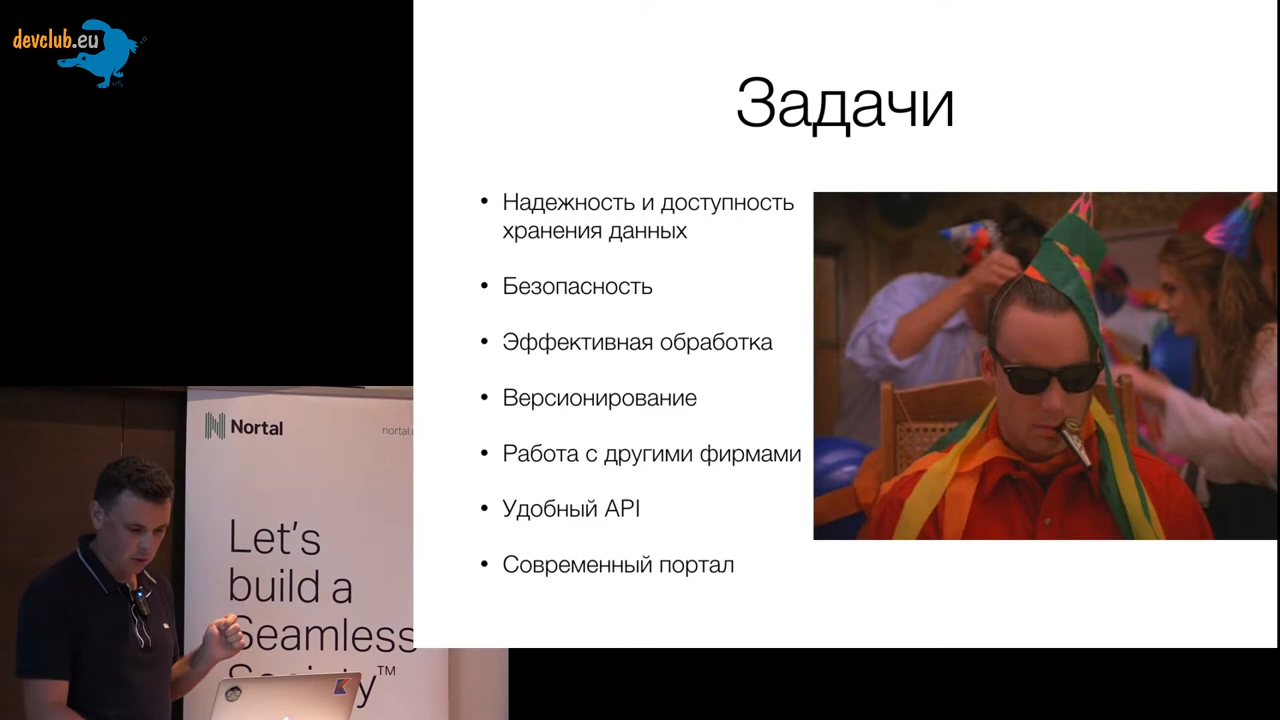 devclub.eu
Задачи
• Надежность и доступность
хранения данных
• Безопасность
• Эффективная обработка
• Версионирование
• Работа с другими фирмами
• Удобный API
• Современный портал
Nortal
nortal.
Let's
build a
Seamless
Society™